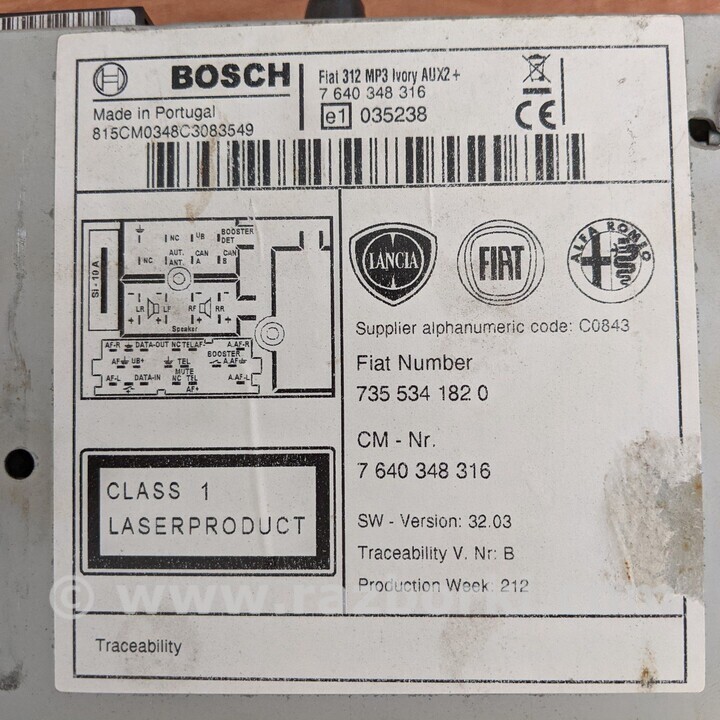 BOSCH
Fiat 312 MP3 Ivory AUX2+
7 640 348 316
Made in Portugal
e1 035238
CE
815CM0348C3083549
NC UB BOOSTER DET
NC AUT. ANT. CAN A CAN B
Si - 10 A
LR LF RF RR
Speaker
AF-R DATA-OUT NC TELAF A.AF-R
AF UB+ TEL BOOSTER A.AF
MUTE
AF-L DATA-IN NC TEL A.AF-L
AF+
LANCIA
FIAT
ALFA ROMEO
Supplier alphanumeric code: C0843
Fiat Number
735 534 182 0
CM - Nr.
7 640 348 316
CLASS 1
LASERPRODUCT
SW - Version: 32.03
Traceability V. Nr: B
Production Week: 212
Traceability